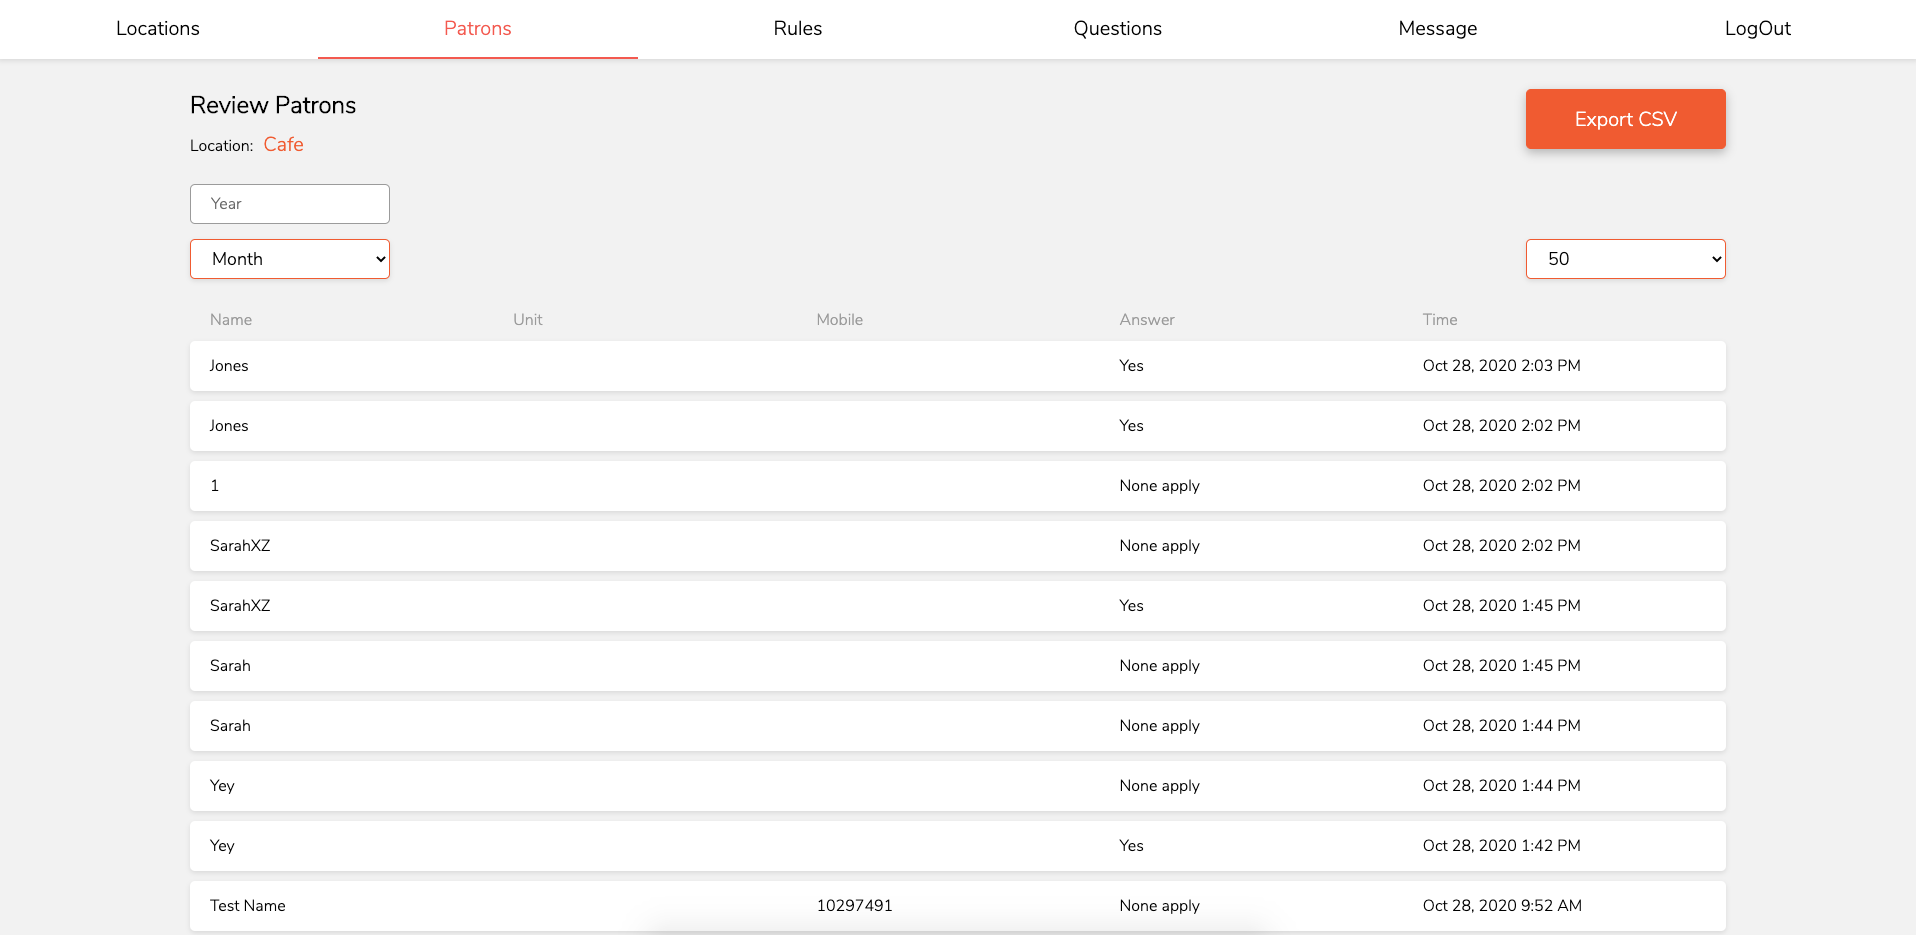 Locations Patrons Rules Questions Message LogOut
Review Patrons
Export CSV
Location: Cafe
Year
Month 50
Name Unit Mobile Answer Time
Jones Yes Oct 28, 2020 2:03 PM
Jones Yes Oct 28, 2020 2:02 PM
1 None apply Oct 28, 2020 2:02 PM
SarahXZ None apply Oct 28, 2020 2:02 PM
SarahXZ Yes Oct 28, 2020 1:45 PM
Sarah None apply Oct 28, 2020 1:45 PM
Sarah None apply Oct 28, 2020 1:44 PM
Yey None apply Oct 28, 2020 1:44 PM
Yey Yes Oct 28, 2020 1:42 PM
Test Name 10297491 None apply Oct 28, 2020 9:52 AM